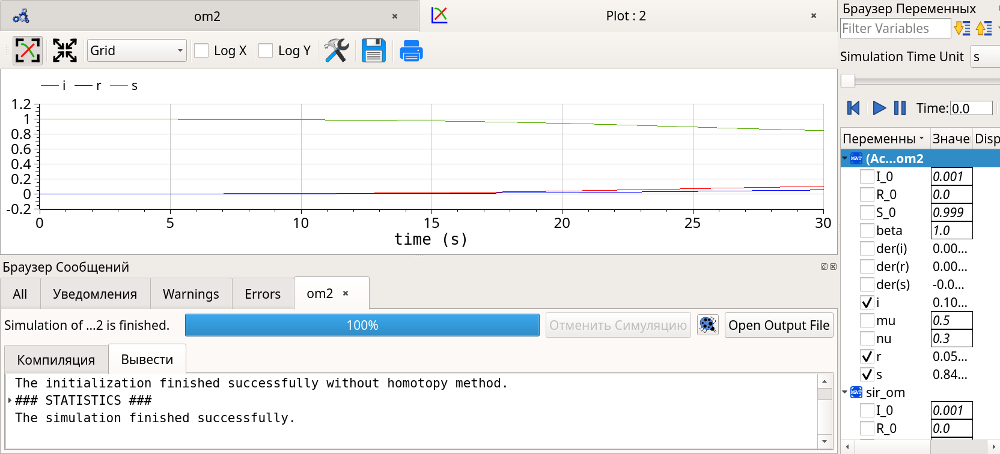 om2
Plot : 2
Grid
Log X
Log Y
i r s
1.2
1
0.8
0.6
0.4
0.2
0
-0.2
0 5 10 15 20 25 30
time (s)
Браузер Сообщений
All Уведомления Warnings Errors om2
Simulation of ...2 is finished. 100% Отменить Симуляцию Open Output File
Компиляция Вывести
The initialization finished successfully without homotopy method.
### STATISTICS ###
The simulation finished successfully.
Браузер Переменных
Filter Variables
Simulation Time Unit s
Time: 0.0
Переменны Значе Disp
MAT (Ac...om2
I_0 0.001
R_0 0.0
S_0 0.999
beta 1.0
der(i) 0.00...
der(r) 0.00...
der(s) -0.0...
i 0.10...
mu 0.5
nu 0.3
r 0.05...
s 0.84...
MAT sir_om
I_0 0.001
R_0 0.0